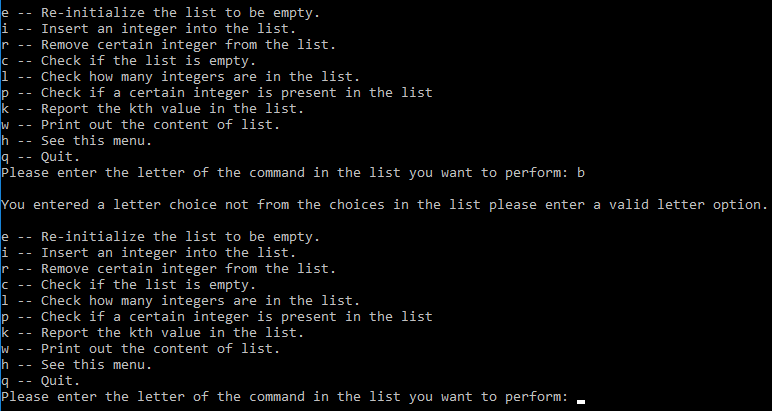 e -- Re-initialize the list to be empty.
i -- Insert an integer into the list.
r -- Remove certain integer from the list.
c -- Check if the list is empty.
l -- Check how many integers are in the list.
p -- Check if a certain integer is present in the list
k -- Report the kth value in the list.
w -- Print out the content of list.
h -- See this menu.
q -- Quit.
Please enter the letter of the command in the list you want to perform: b
You entered a letter choice not from the choices in the list please enter a valid letter option.
e -- Re-initialize the list to be empty.
i -- Insert an integer into the list.
r -- Remove certain integer from the list.
c -- Check if the list is empty.
l -- Check how many integers are in the list.
p -- Check if a certain integer is present in the list
k -- Report the kth value in the list.
w -- Print out the content of list.
h -- See this menu.
q -- Quit.
Please enter the letter of the command in the list you want to perform: